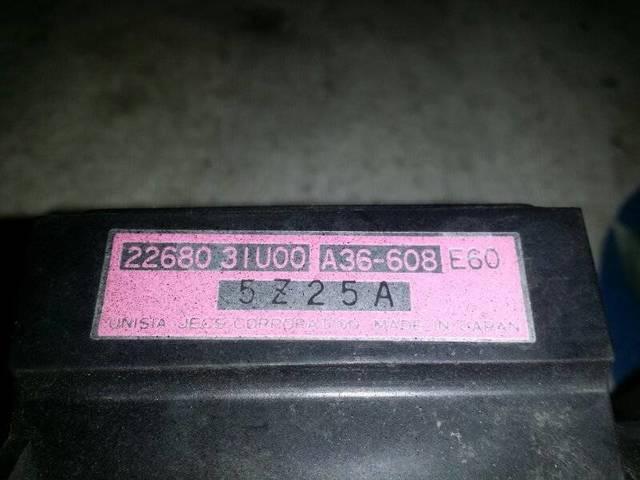 22680 31U00 A36-608 E60
5Z25A
UNISIA JECS CORPORATION MADE IN JAPAN